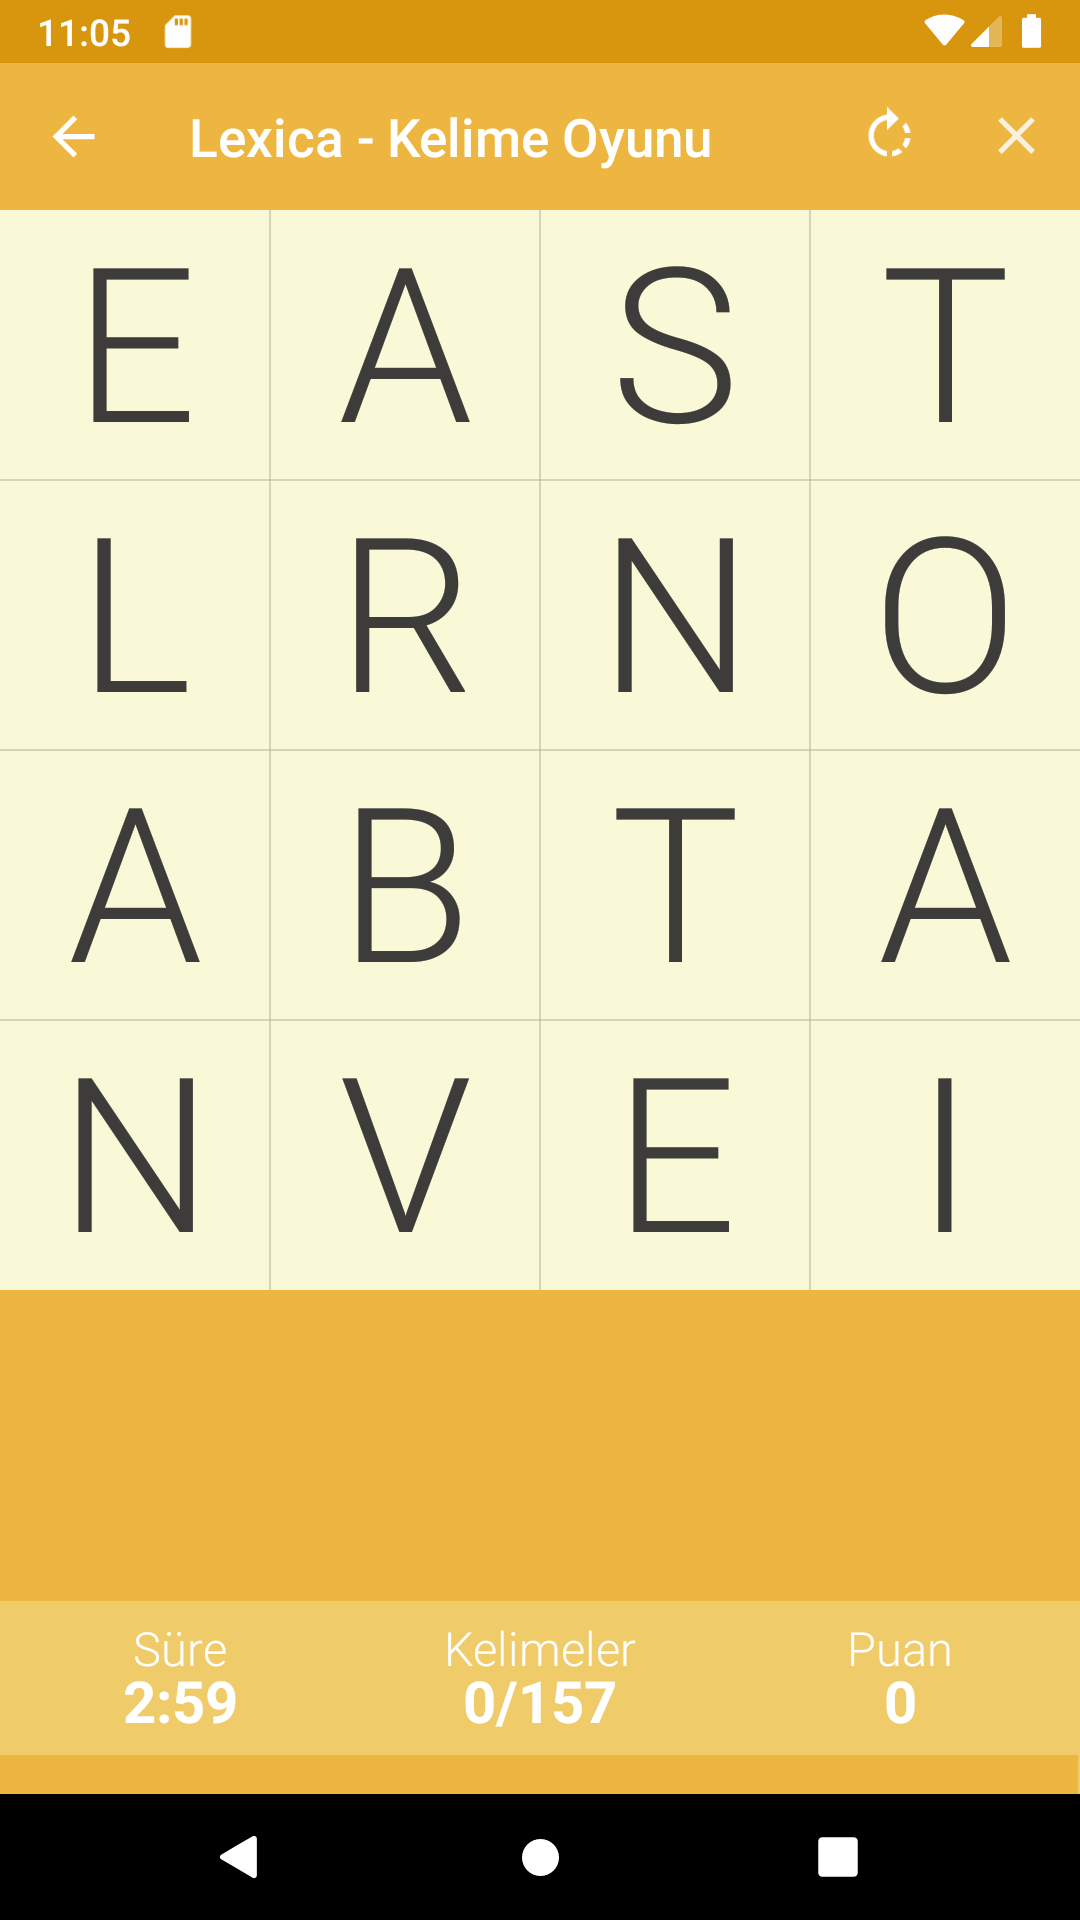 11:05
Lexica - Kelime Oyunu
E A S T
L R N O
A B T A
N V E I
Süre Kelimeler Puan
2:59 0/157 0